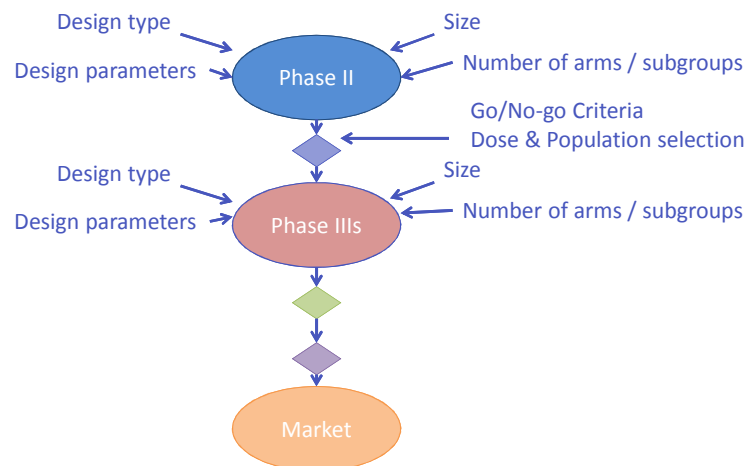 Design type
Size
Design parameters
Phase II
Number of arms / subgroups
Go/No-go Criteria
Dose & Population selection
Design type
Size
Design parameters
Phase IIIs
Number of arms / subgroups
Market